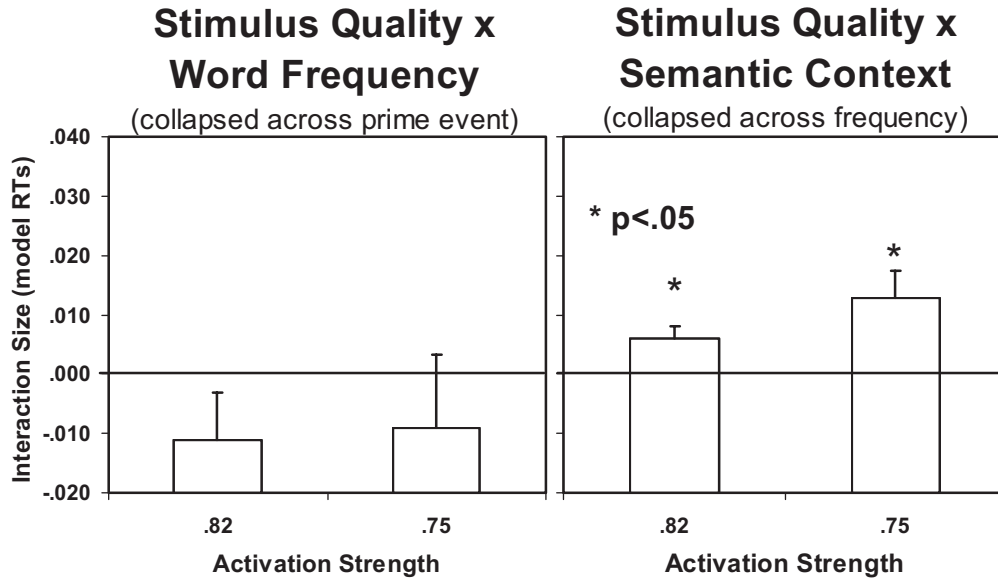 Stimulus Quality x
Word Frequency
(collapsed across prime event)
Stimulus Quality x
Semantic Context
(collapsed across frequency)
Interaction Size (model RTs)
.040
.030
.020
.010
.000
-.010
-.020
* p<.05
*
*
.82
.75
.82
.75
Activation Strength
Activation Strength